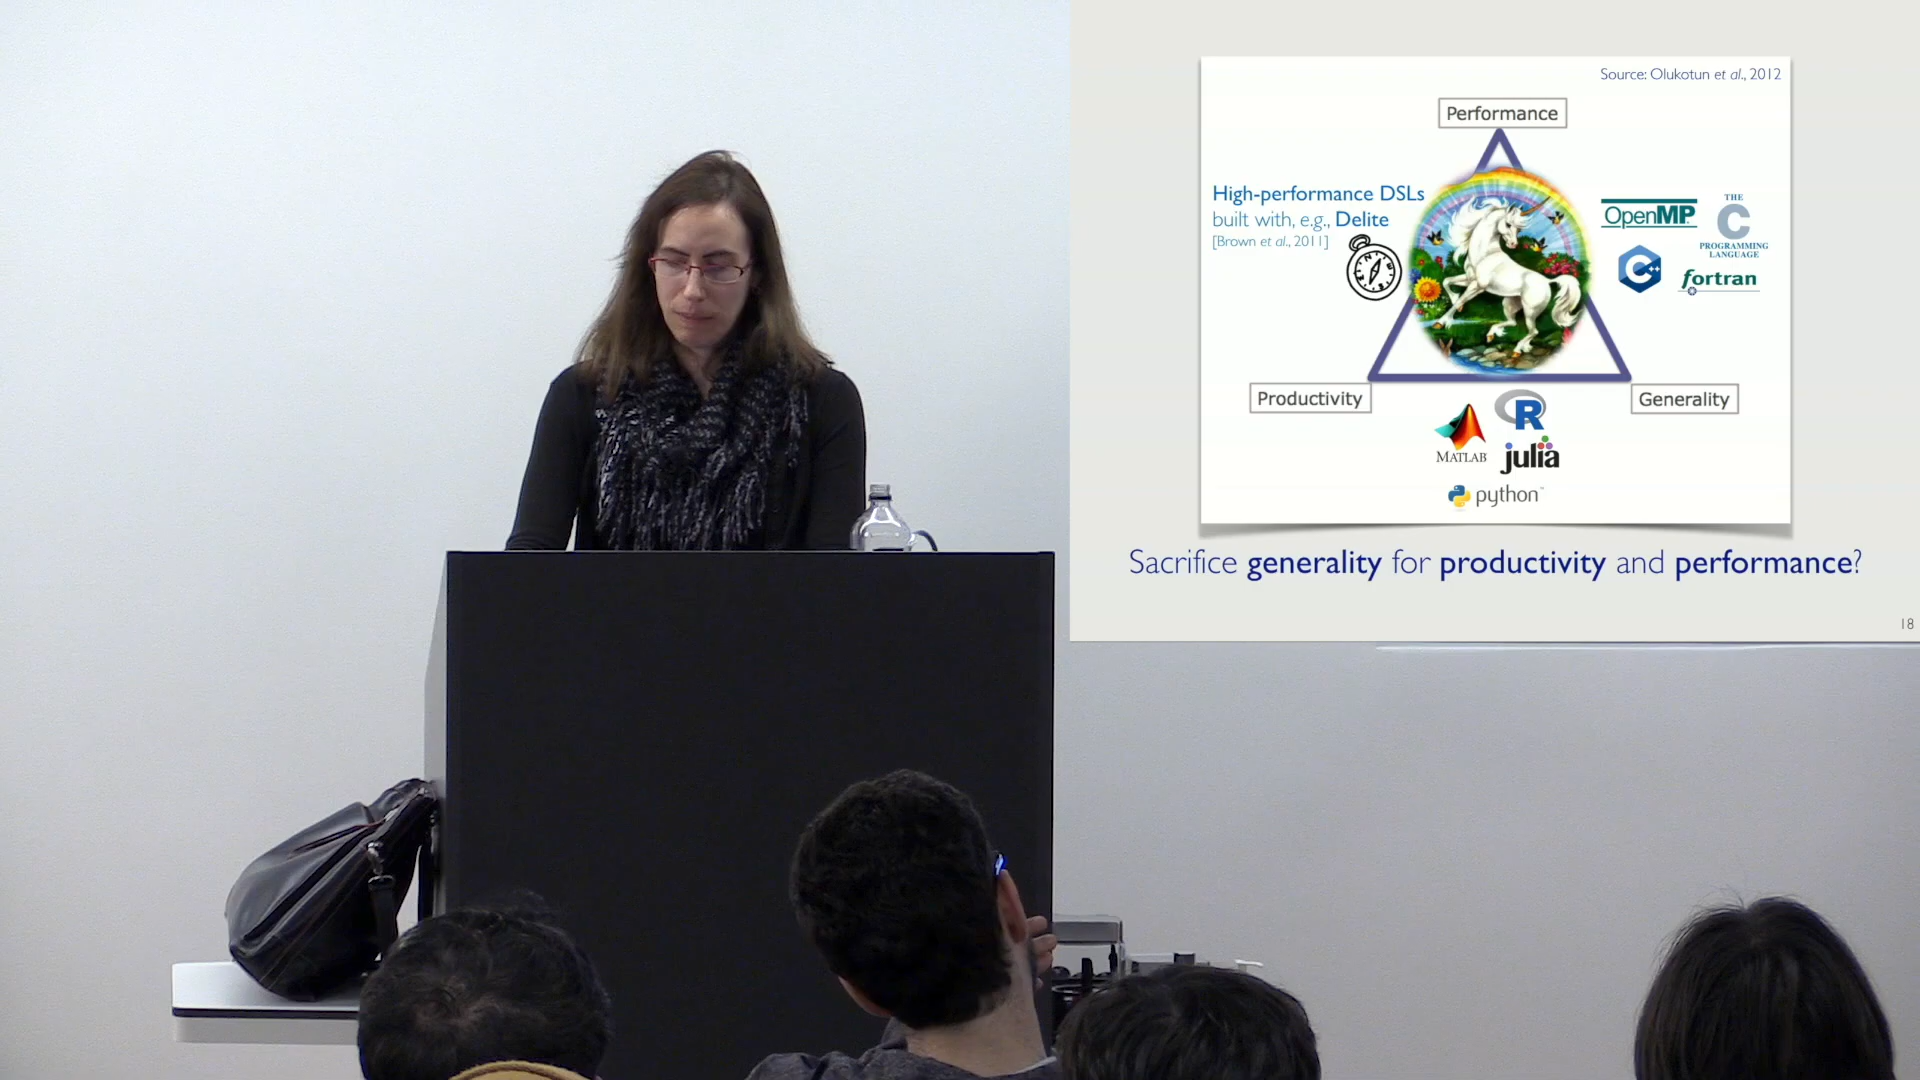 Source: Olukotun et al., 2012
Performance
High-performance DSLs
built with, e.g., Delite
[Brown et al., 2011]
OpenMP
THE
C
PROGRAMMING
LANGUAGE
C++
fortran
Productivity
Generality
R
MATLAB
julia
python™
Sacrifice generality for productivity and performance?
18